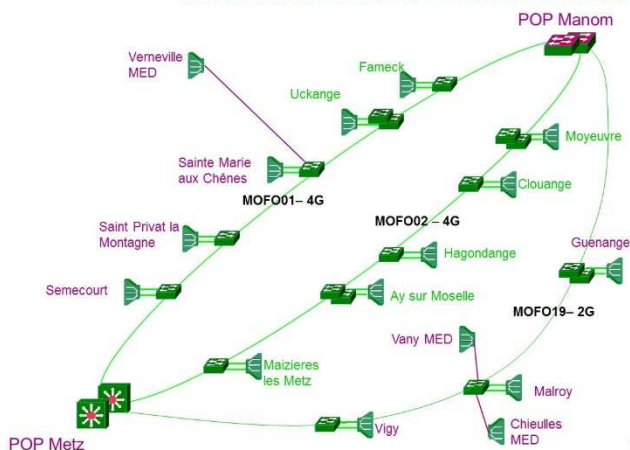 POP Manom
Verneville
MED
Fameck
Uckange
Moyeuvre
Sainte Marie
aux Chênes
Clouange
MOFO01– 4G
MOFO02 – 4G
Saint Privat la
Montagne
Hagondange
Guenange
Semecourt
Ay sur Moselle
MOFO19– 2G
Vany MED
Maizieres
les Metz
Malroy
Chieulles
MED
Vigy
POP Metz